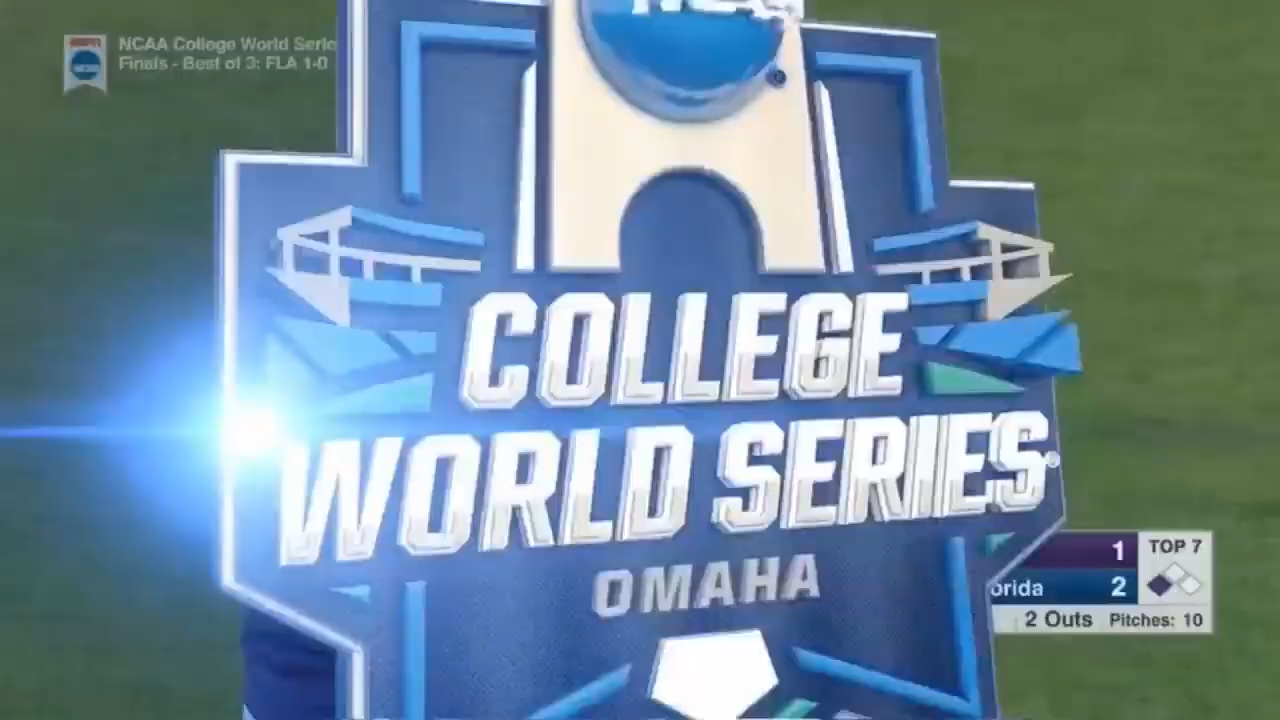 NCAA College World Serie
Finals - Best of 3: FLA 1-0
NCAA
COLLEGE
WORLD SERIES®
OMAHA
1
TOP 7
orida
2
2 Outs
Pitches: 10